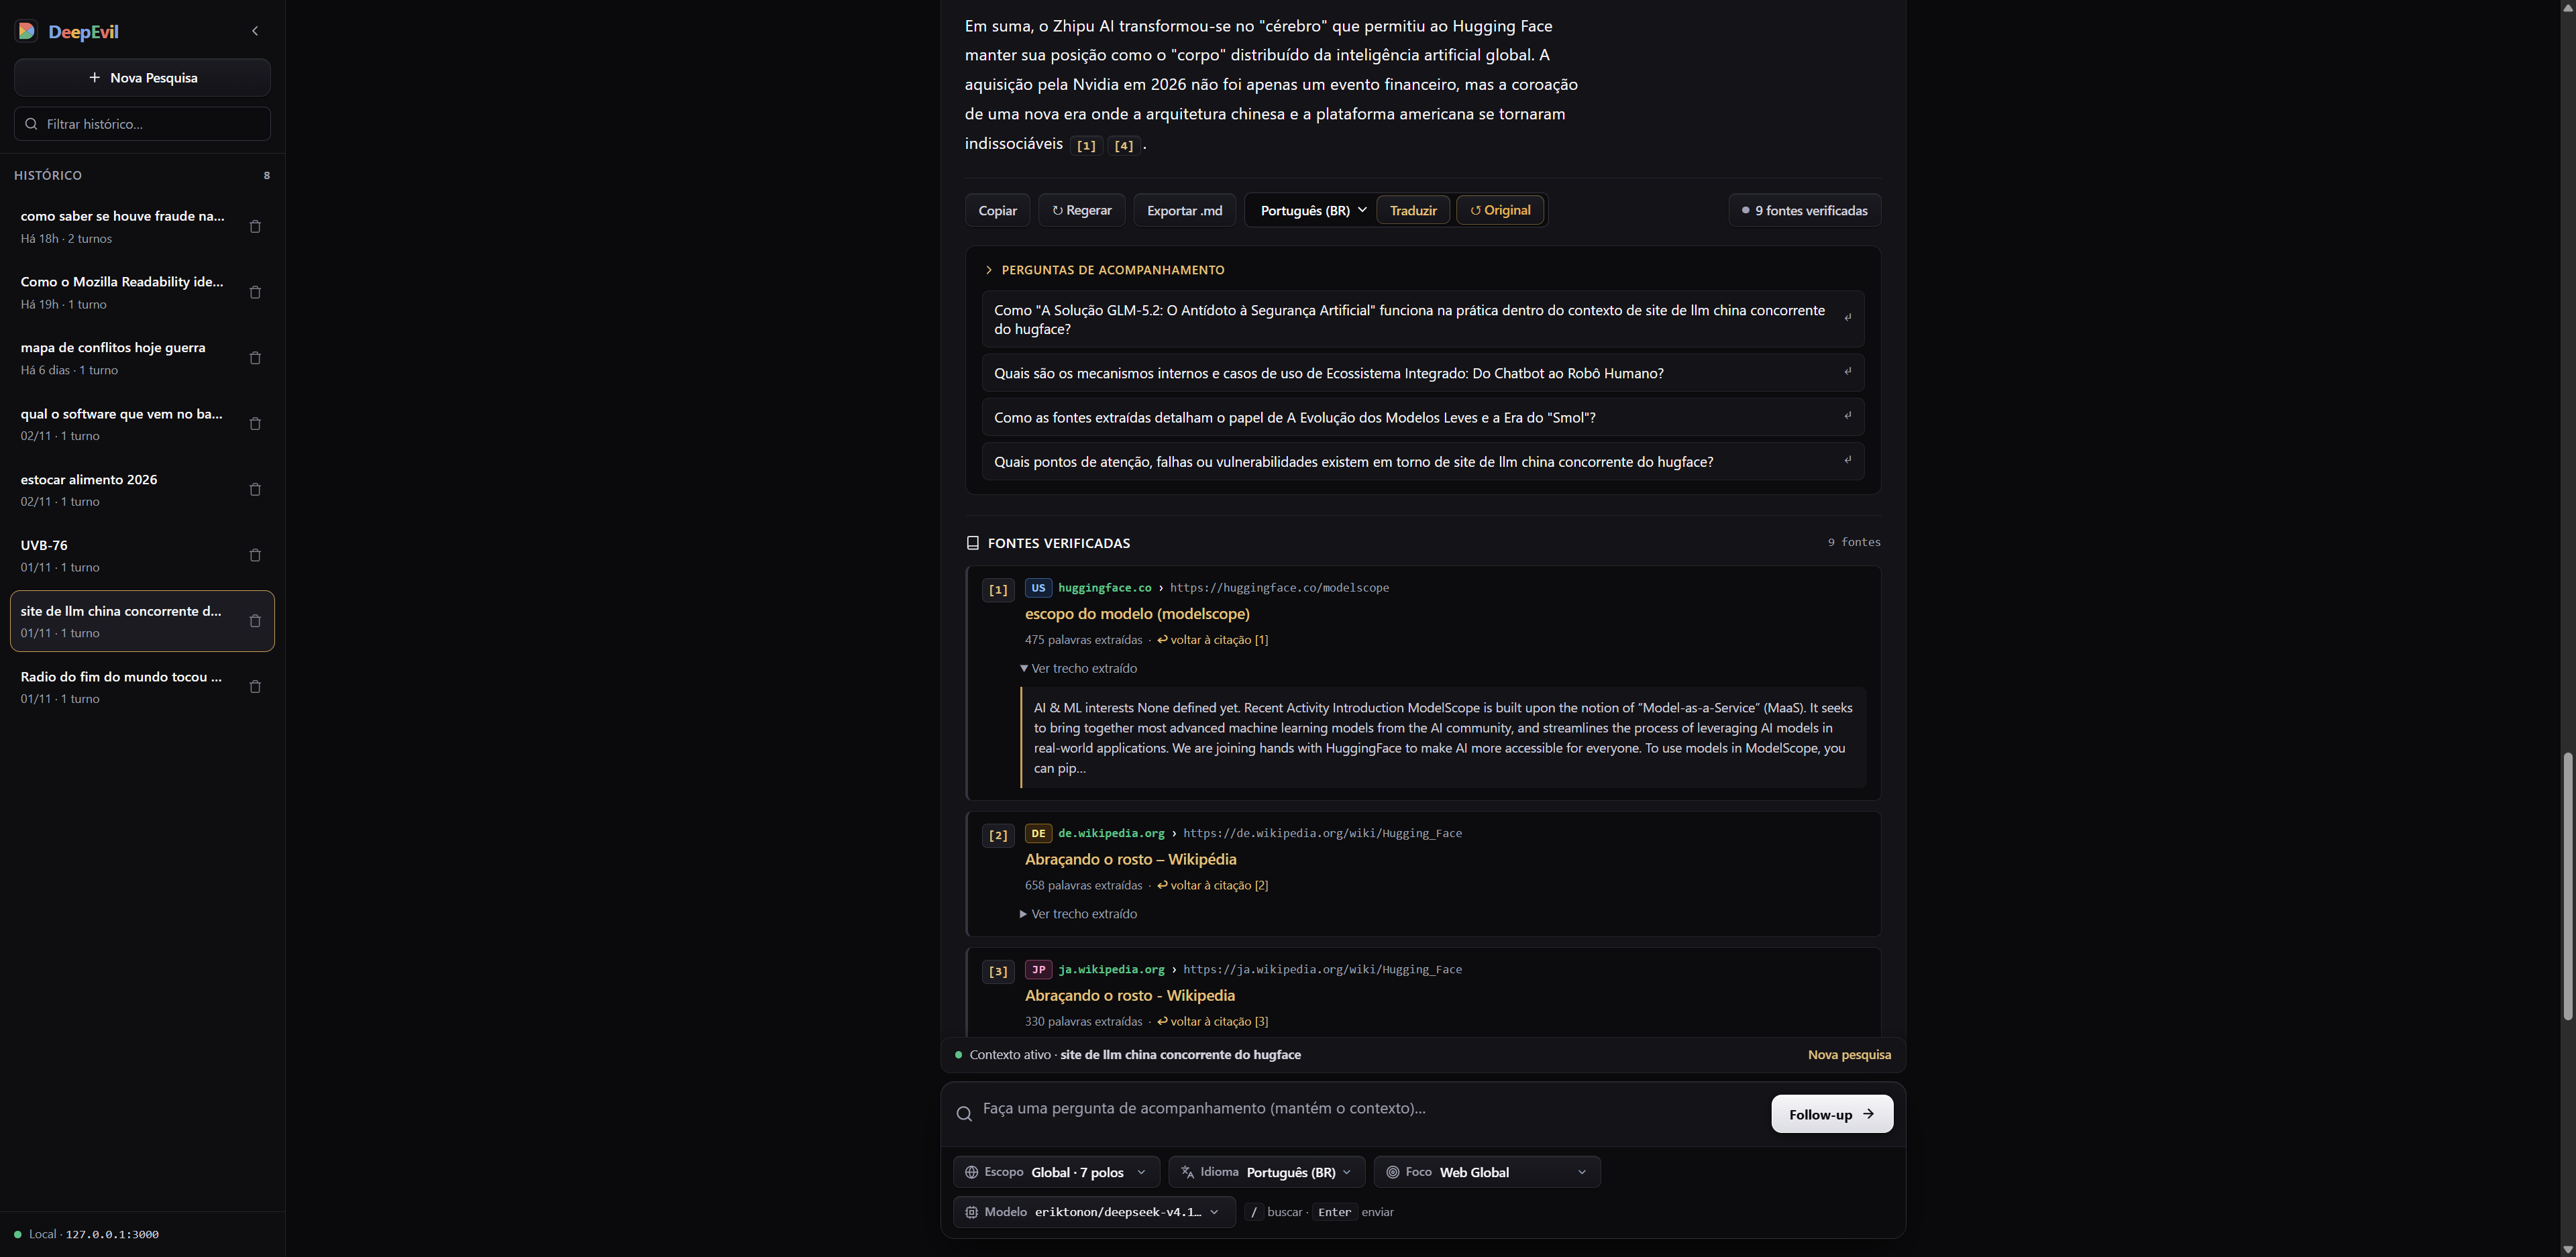 DeepEvil
Nova Pesquisa
Filtrar histórico...
HISTÓRICO 8
como saber se houve fraude na...
Há 18h · 2 turnos
Como o Mozilla Readability ide...
Há 19h · 1 turno
mapa de conflitos hoje guerra
Há 6 dias · 1 turno
qual o software que vem no ba...
02/11 · 1 turno
estocar alimento 2026
02/11 · 1 turno
UVB-76
01/11 · 1 turno
site de llm china concorrente d...
01/11 · 1 turno
Radio do fim do mundo tocou ...
01/11 · 1 turno
Local · 127.0.0.1:3000
Em suma, o Zhipu AI transformou-se no "cérebro" que permitiu ao Hugging Face
manter sua posição como o "corpo" distribuído da inteligência artificial global. A
aquisição pela Nvidia em 2026 não foi apenas um evento financeiro, mas a coroação
de uma nova era onde a arquitetura chinesa e a plataforma americana se tornaram
indissociáveis [1] [4] .
Copiar ↻ Regerar Exportar .md Português (BR) Traduzir ↺ Original 9 fontes verificadas
PERGUNTAS DE ACOMPANHAMENTO
Como "A Solução GLM-5.2: O Antídoto à Segurança Artificial" funciona na prática dentro do contexto de site de llm china concorrente
do hugface?
Quais são os mecanismos internos e casos de uso de Ecossistema Integrado: Do Chatbot ao Robô Humano?
Como as fontes extraídas detalham o papel de A Evolução dos Modelos Leves e a Era do "Smol"?
Quais pontos de atenção, falhas ou vulnerabilidades existem em torno de site de llm china concorrente do hugface?
FONTES VERIFICADAS 9 fontes
[1] US huggingface.co › https://huggingface.co/modelscope
escopo do modelo (modelscope)
475 palavras extraídas · ↩ voltar à citação [1]
▼ Ver trecho extraído
AI & ML interests None defined yet. Recent Activity Introduction ModelScope is built upon the notion of “Model-as-a-Service” (MaaS). It seeks
to bring together most advanced machine learning models from the AI community, and streamlines the process of leveraging AI models in
real-world applications. We are joining hands with HuggingFace to make AI more accessible for everyone. To use models in ModelScope, you
can pip...
[2] DE de.wikipedia.org › https://de.wikipedia.org/wiki/Hugging_Face
Abraçando o rosto – Wikipédia
658 palavras extraídas · ↩ voltar à citação [2]
▶ Ver trecho extraído
[3] JP ja.wikipedia.org › https://ja.wikipedia.org/wiki/Hugging_Face
Abraçando o rosto - Wikipedia
330 palavras extraídas · ↩ voltar à citação [3]
Contexto ativo · site de llm china concorrente do hugface Nova pesquisa
Faça uma pergunta de acompanhamento (mantém o contexto)...
Follow-up →
Escopo Global · 7 polos Idioma Português (BR) Foco Web Global
Modelo eriktonon/deepseek-v4.1... / buscar · Enter enviar